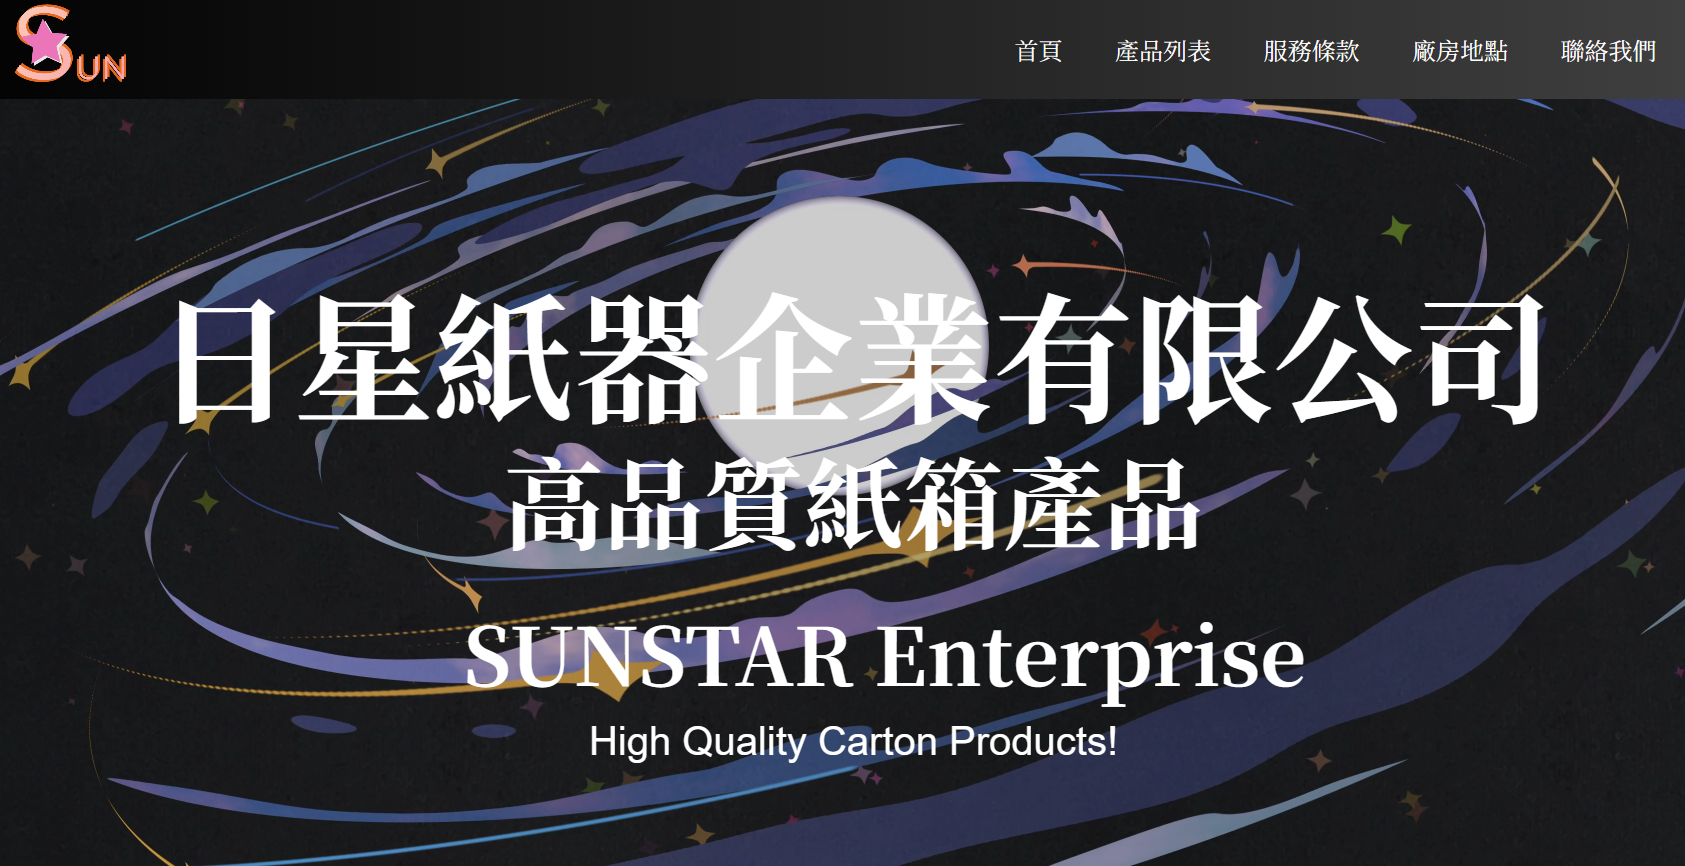 SUN
首頁 產品列表 服務條款 廠房地點 聯絡我們
日星紙器企業有限公司
高品質紙箱產品
SUNSTAR Enterprise
High Quality Carton Products!